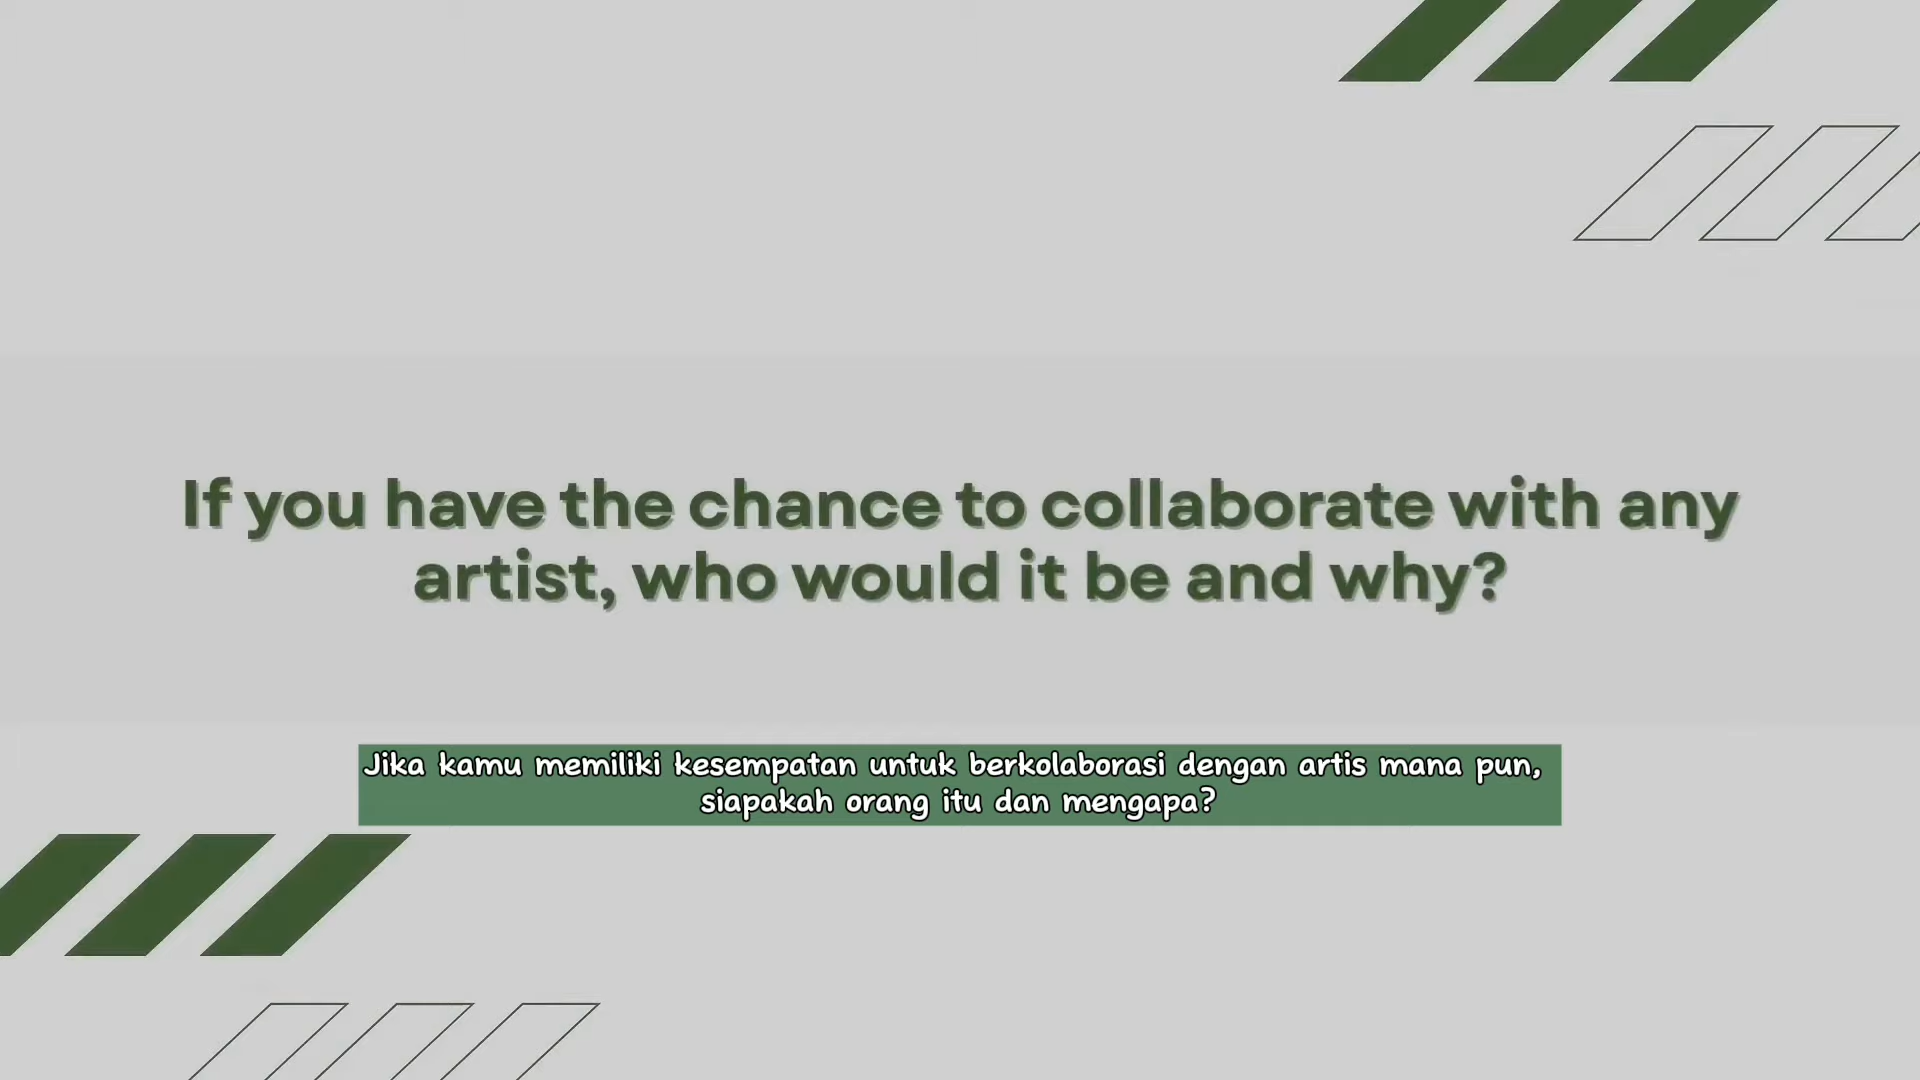 If you have the chance to collaborate with any
artist, who would it be and why?
Jika kamu memiliki kesempatan untuk berkolaborasi dengan artis mana pun,
siapakah orang itu dan mengapa?